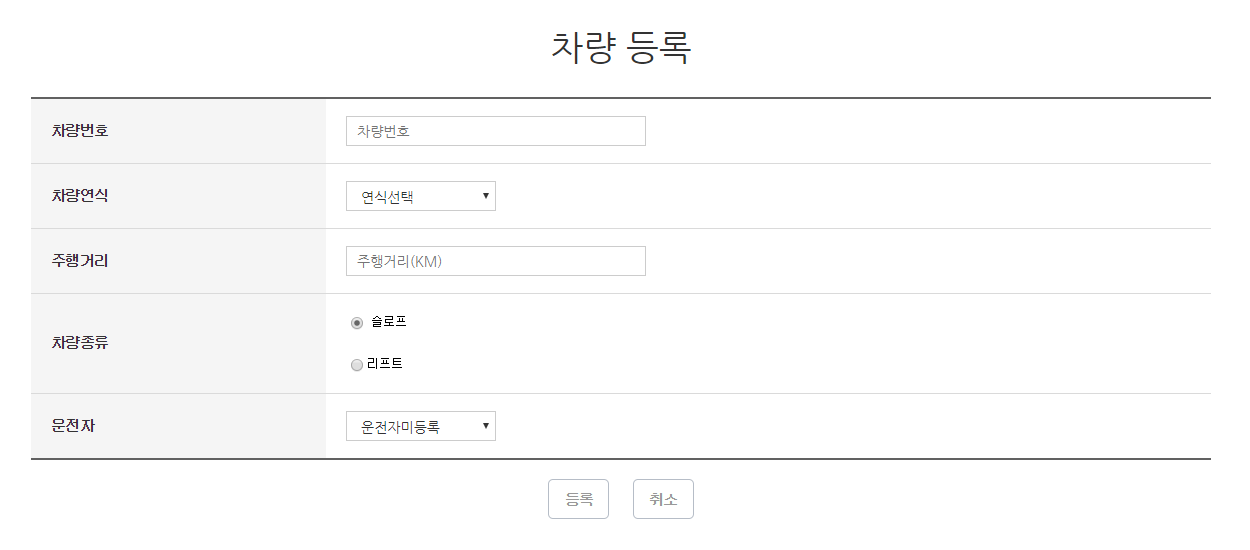 차량 등록
차량번호
차량번호
차량연식
연식선택
주행거리
주행거리(KM)
차량종류
슬로프
리프트
운전자
운전자미등록
등록
취소